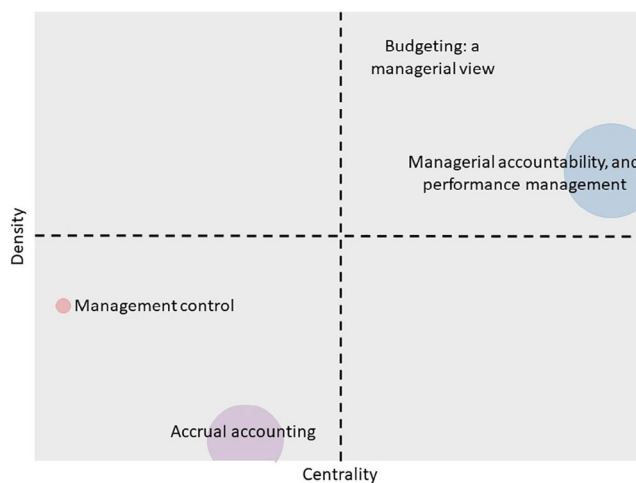 Budgeting: a
managerial view
Managerial accountability, and
performance management
Density
Management control
Accrual accounting
Centrality